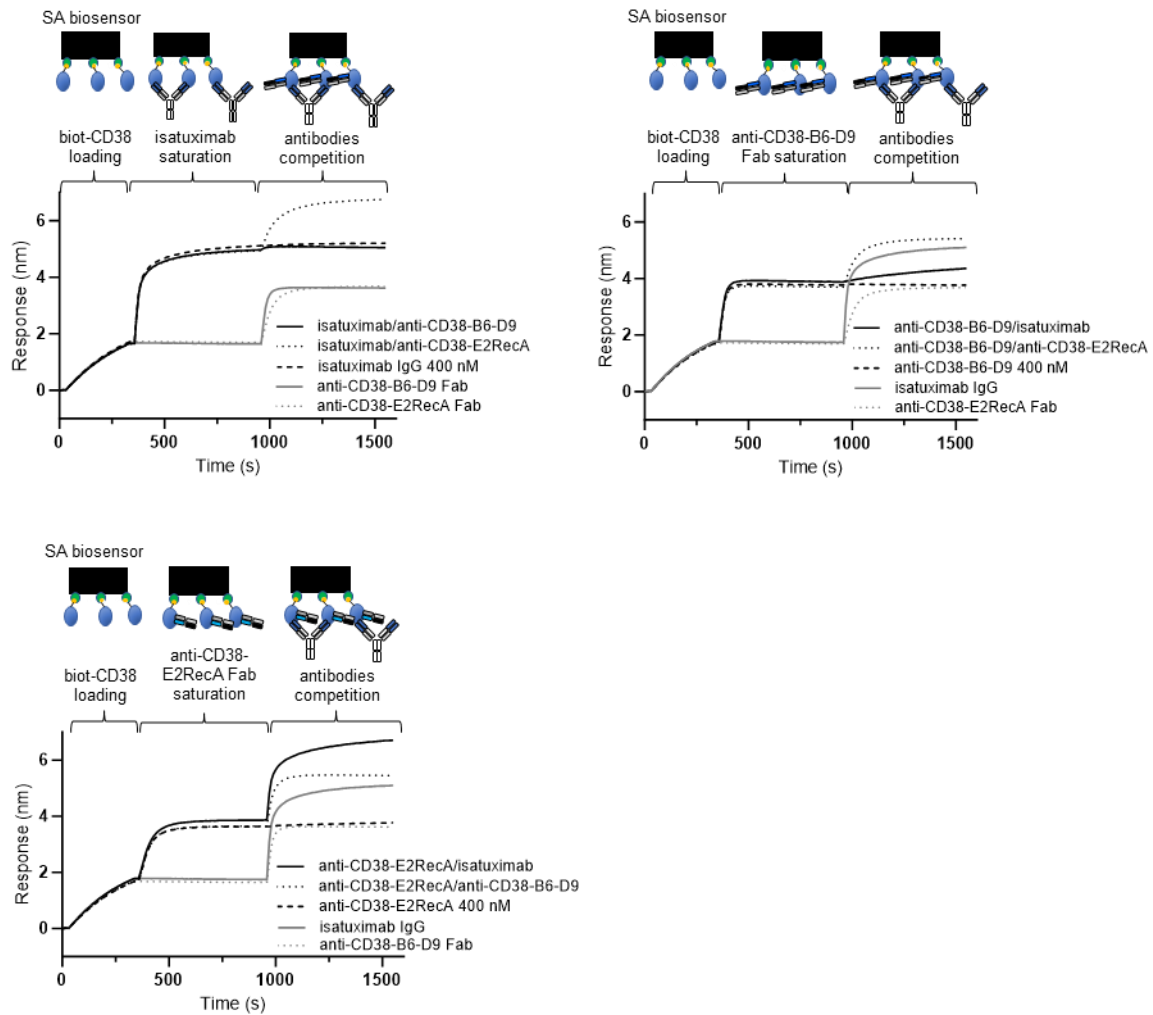 SA biosensor
biot-CD38
loading
isatuximab
saturation
antibodies
competition
Response (nm)
6
4
2
0
isatuximab/anti-CD38-B6-D9
isatuximab/anti-CD38-E2RecA
isatuximab IgG 400 nM
anti-CD38-B6-D9 Fab
anti-CD38-E2RecA Fab
0
500
1000
1500
Time (s)
SA biosensor
biot-CD38
loading
anti-CD38-B6-D9
Fab saturation
antibodies
competition
Response (nm)
6
4
2
0
anti-CD38-B6-D9/isatuximab
anti-CD38-B6-D9/anti-CD38-E2RecA
anti-CD38-B6-D9 400 nM
isatuximab IgG
anti-CD38-E2RecA Fab
0
500
1000
1500
Time (s)
SA biosensor
biot-CD38
loading
anti-CD38-
E2RecA Fab
saturation
antibodies
competition
Response (nm)
6
4
2
0
anti-CD38-E2RecA/isatuximab
anti-CD38-E2RecA/anti-CD38-B6-D9
anti-CD38-E2RecA 400 nM
isatuximab IgG
anti-CD38-B6-D9 Fab
0
500
1000
1500
Time (s)